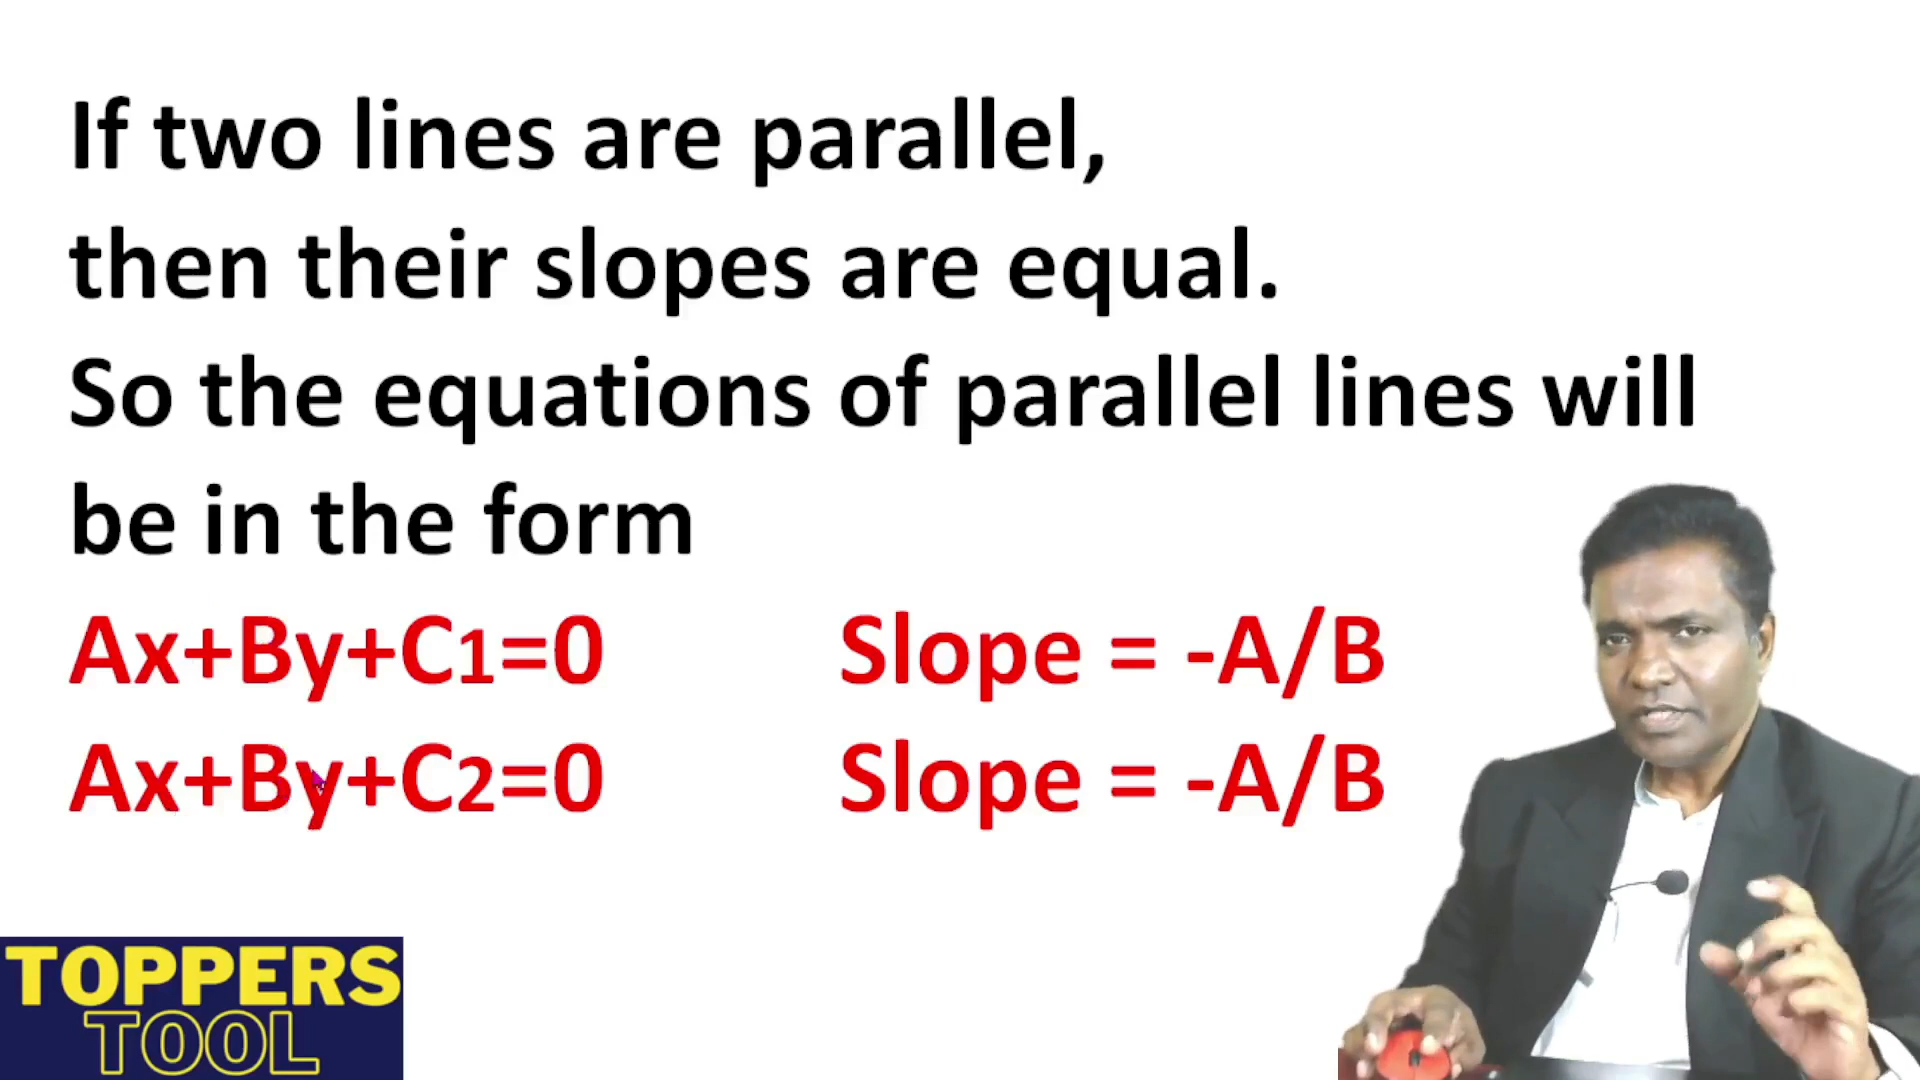 If two lines are parallel,
then their slopes are equal.
So the equations of parallel lines will
be in the form
Ax+By+C1=0 Slope = -A/B
Ax+By+C2=0 Slope = -A/B
TOPPERS
TOOL